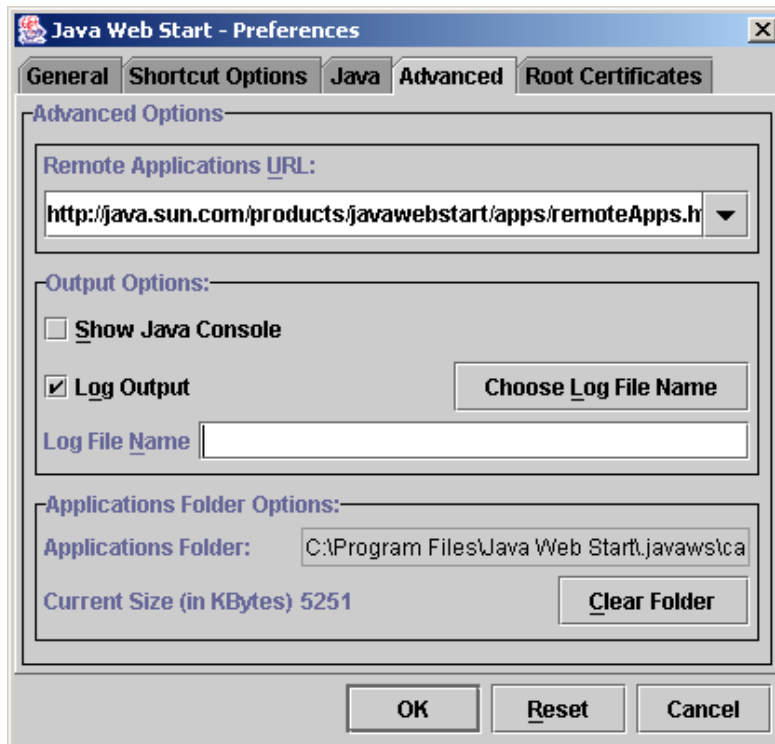 Java Web Start - Preferences
General Shortcut Options Java Advanced Root Certificates
Advanced Options
Remote Applications URL:
http://java.sun.com/products/javawebstart/apps/remoteApps.h
Output Options:
Show Java Console
Log Output Choose Log File Name
Log File Name
Applications Folder Options:
Applications Folder: C:\Program Files\Java Web Start\.javaws\ca
Current Size (in KBytes) 5251 Clear Folder
OK Reset Cancel